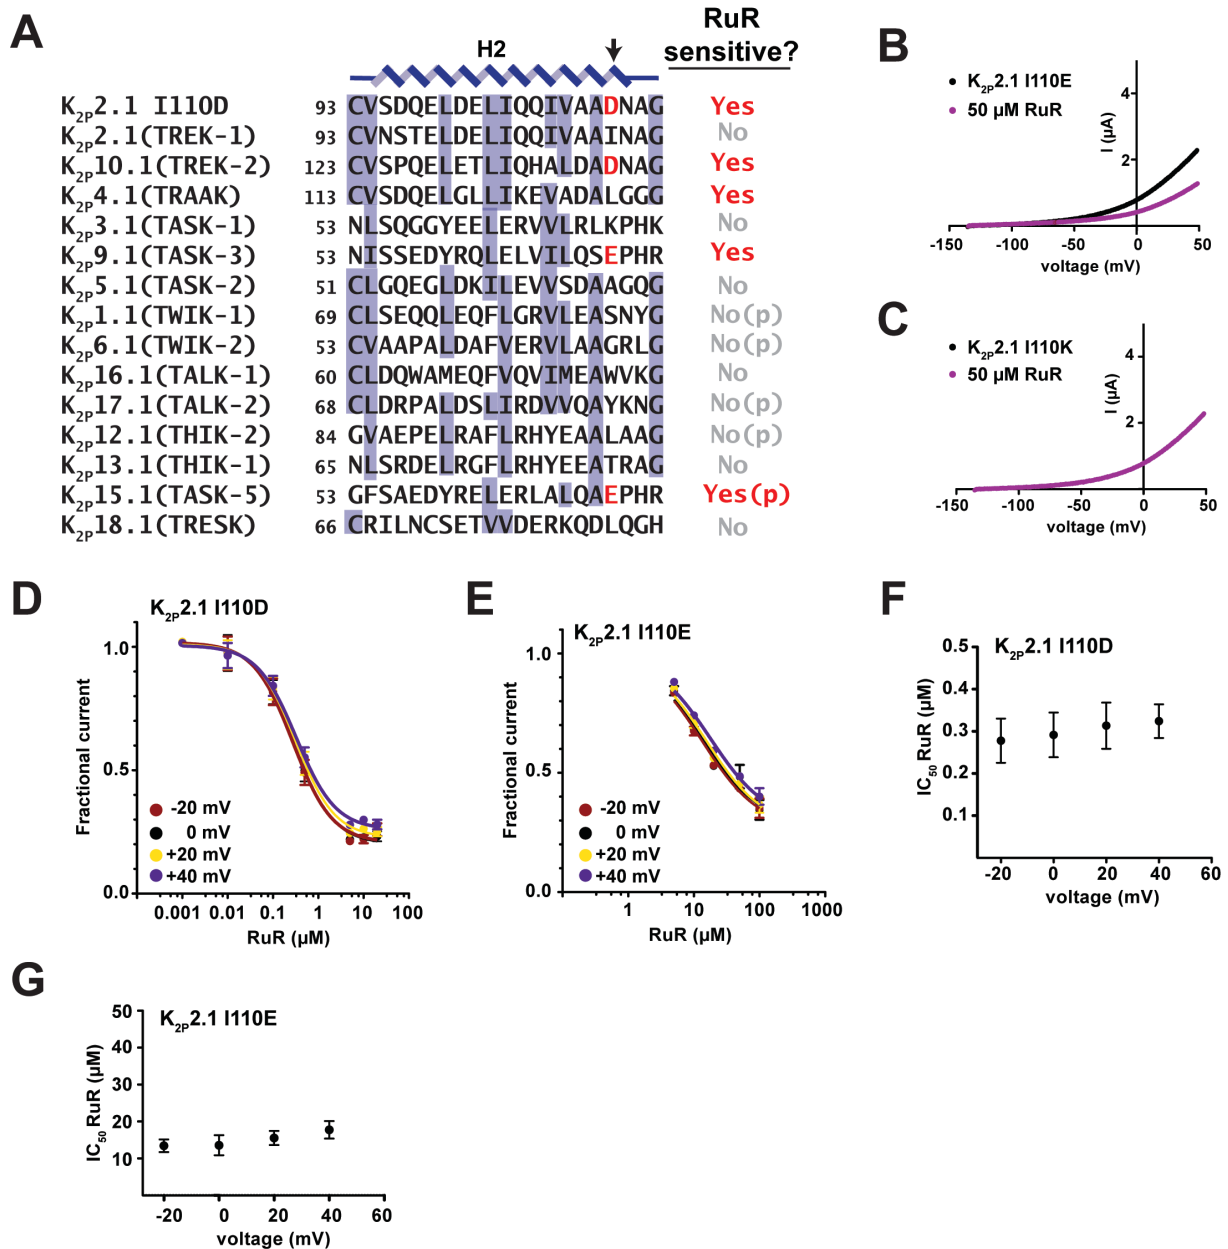 A
H2
RuR
sensitive?
K2P2.1 I110D 93 CVSDQELDELIQQIVAADNAG Yes
K2P2.1(TREK-1) 93 CVNSTELDELIQQIVAAINAG No
K2P10.1(TREK-2) 123 CVSPQELETLIQHALDADNAG Yes
K2P4.1(TRAAK) 113 CVSDQELGLLIKEVADALGGG Yes
K2P3.1(TASK-1) 53 NLSQGGYEELERVVLRLKPHK No
K2P9.1(TASK-3) 53 NISSEDYRQLELVILQSEPHR Yes
K2P5.1(TASK-2) 51 CLGQEGLDKILEVVSDAAGQG No
K2P1.1(TWIK-1) 69 CLSEQQLEQFLGRVLEASNYG No(p)
K2P6.1(TWIK-2) 53 CVAAPALDAFVERVLAAGRLG No(p)
K2P16.1(TALK-1) 60 CLDQWAMEQFVQVIMEAWVKG No
K2P17.1(TALK-2) 68 CLDRPALDSLIRDVVQAYKNG No(p)
K2P12.1(THIK-2) 84 GVAEPELRAFLRHYEAALAAG No(p)
K2P13.1(THIK-1) 65 NLSRDELRGFLRHYEEATRAG No
K2P15.1(TASK-5) 53 GFSAEDYRELERLALQAEPHR Yes(p)
K2P18.1(TRESK) 66 CRILNCSETVVDERKQDLQGH No
B
K2P2.1 I110E
50 µM RuR
I (µA)
4
2
-150 -100 -50 0 50
voltage (mV)
C
K2P2.1 I110K
50 µM RuR
I (µA)
4
2
-150 -100 -50 0 50
voltage (mV)
D
K2P2.1 I110D
Fractional current
1.0
0.5
0.0
-20 mV
0 mV
+20 mV
+40 mV
0.001 0.01 0.1 1 10 100
RuR (µM)
E
K2P2.1 I110E
Fractional current
1.0
0.5
0.0
-20 mV
0 mV
+20 mV
+40 mV
1 10 100 1000
RuR (µM)
F
K2P2.1 I110D
IC50 RuR (µM)
0.5
0.4
0.3
0.2
0.1
-20 0 20 40 60
voltage (mV)
G
K2P2.1 I110E
IC50 RuR (µM)
50
40
30
20
10
-20 0 20 40 60
voltage (mV)